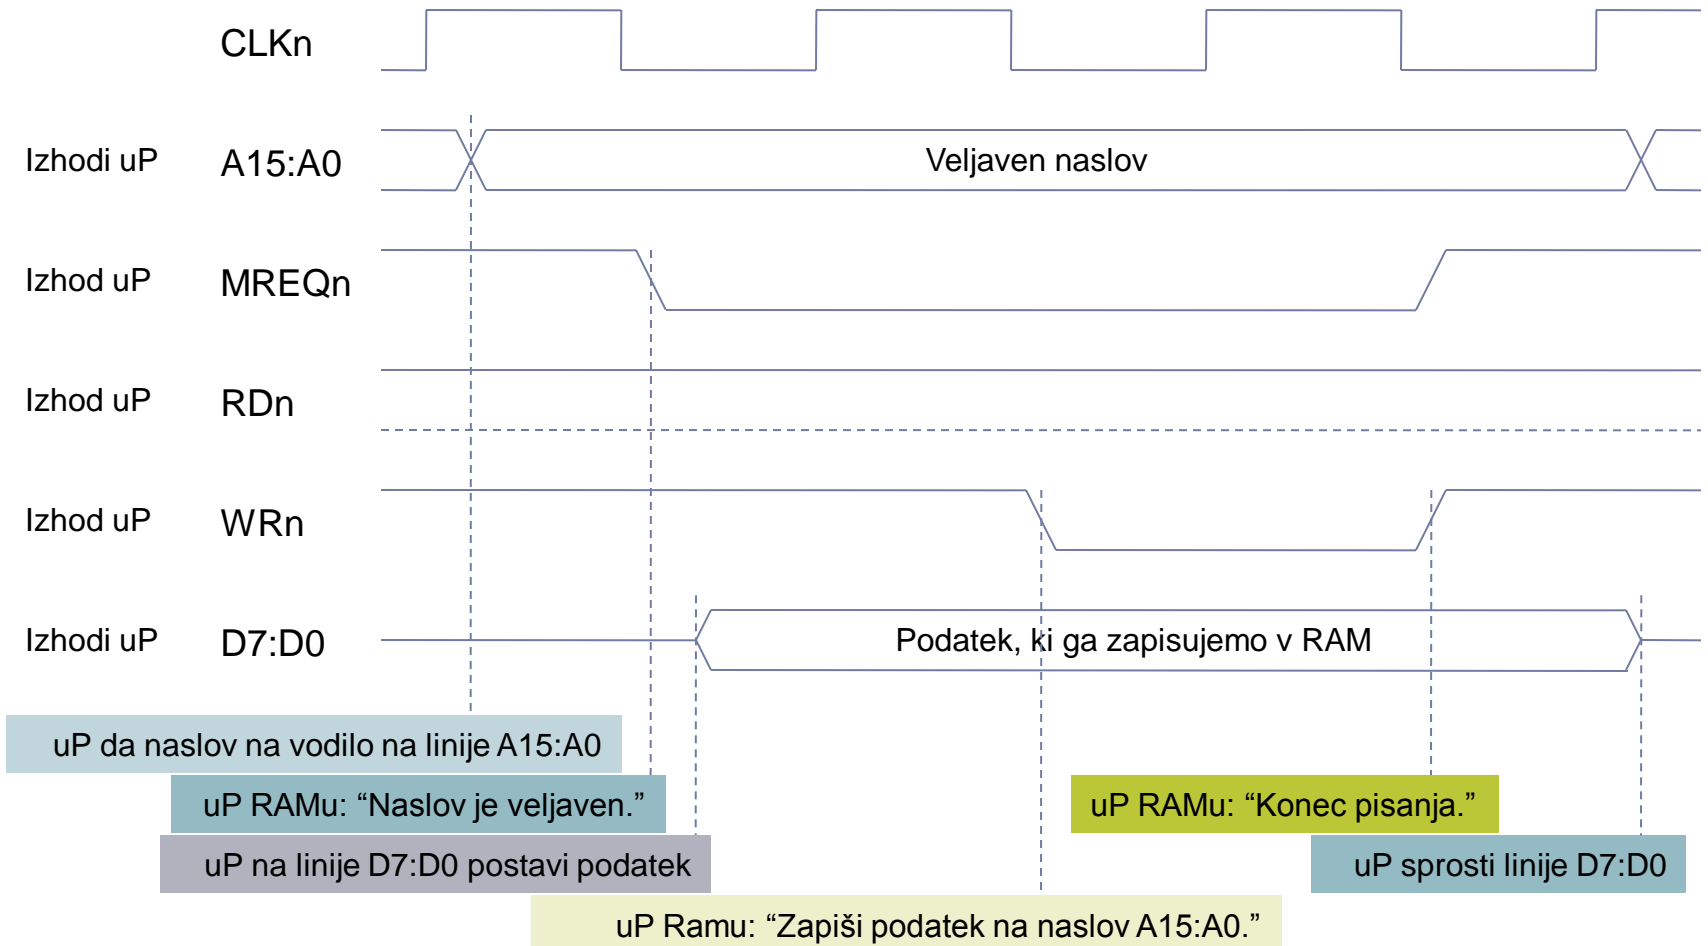 CLKn
Izhodi uP A15:A0 Veljaven naslov
Izhod uP MREQn
Izhod uP RDn
Izhod uP WRn
Izhodi uP D7:D0 Podatek, ki ga zapisujemo v RAM
uP da naslov na vodilo na linije A15:A0
uP RAMu: “Naslov je veljaven.” uP RAMu: “Konec pisanja.”
uP na linije D7:D0 postavi podatek uP sprosti linije D7:D0
uP Ramu: “Zapiši podatek na naslov A15:A0.”